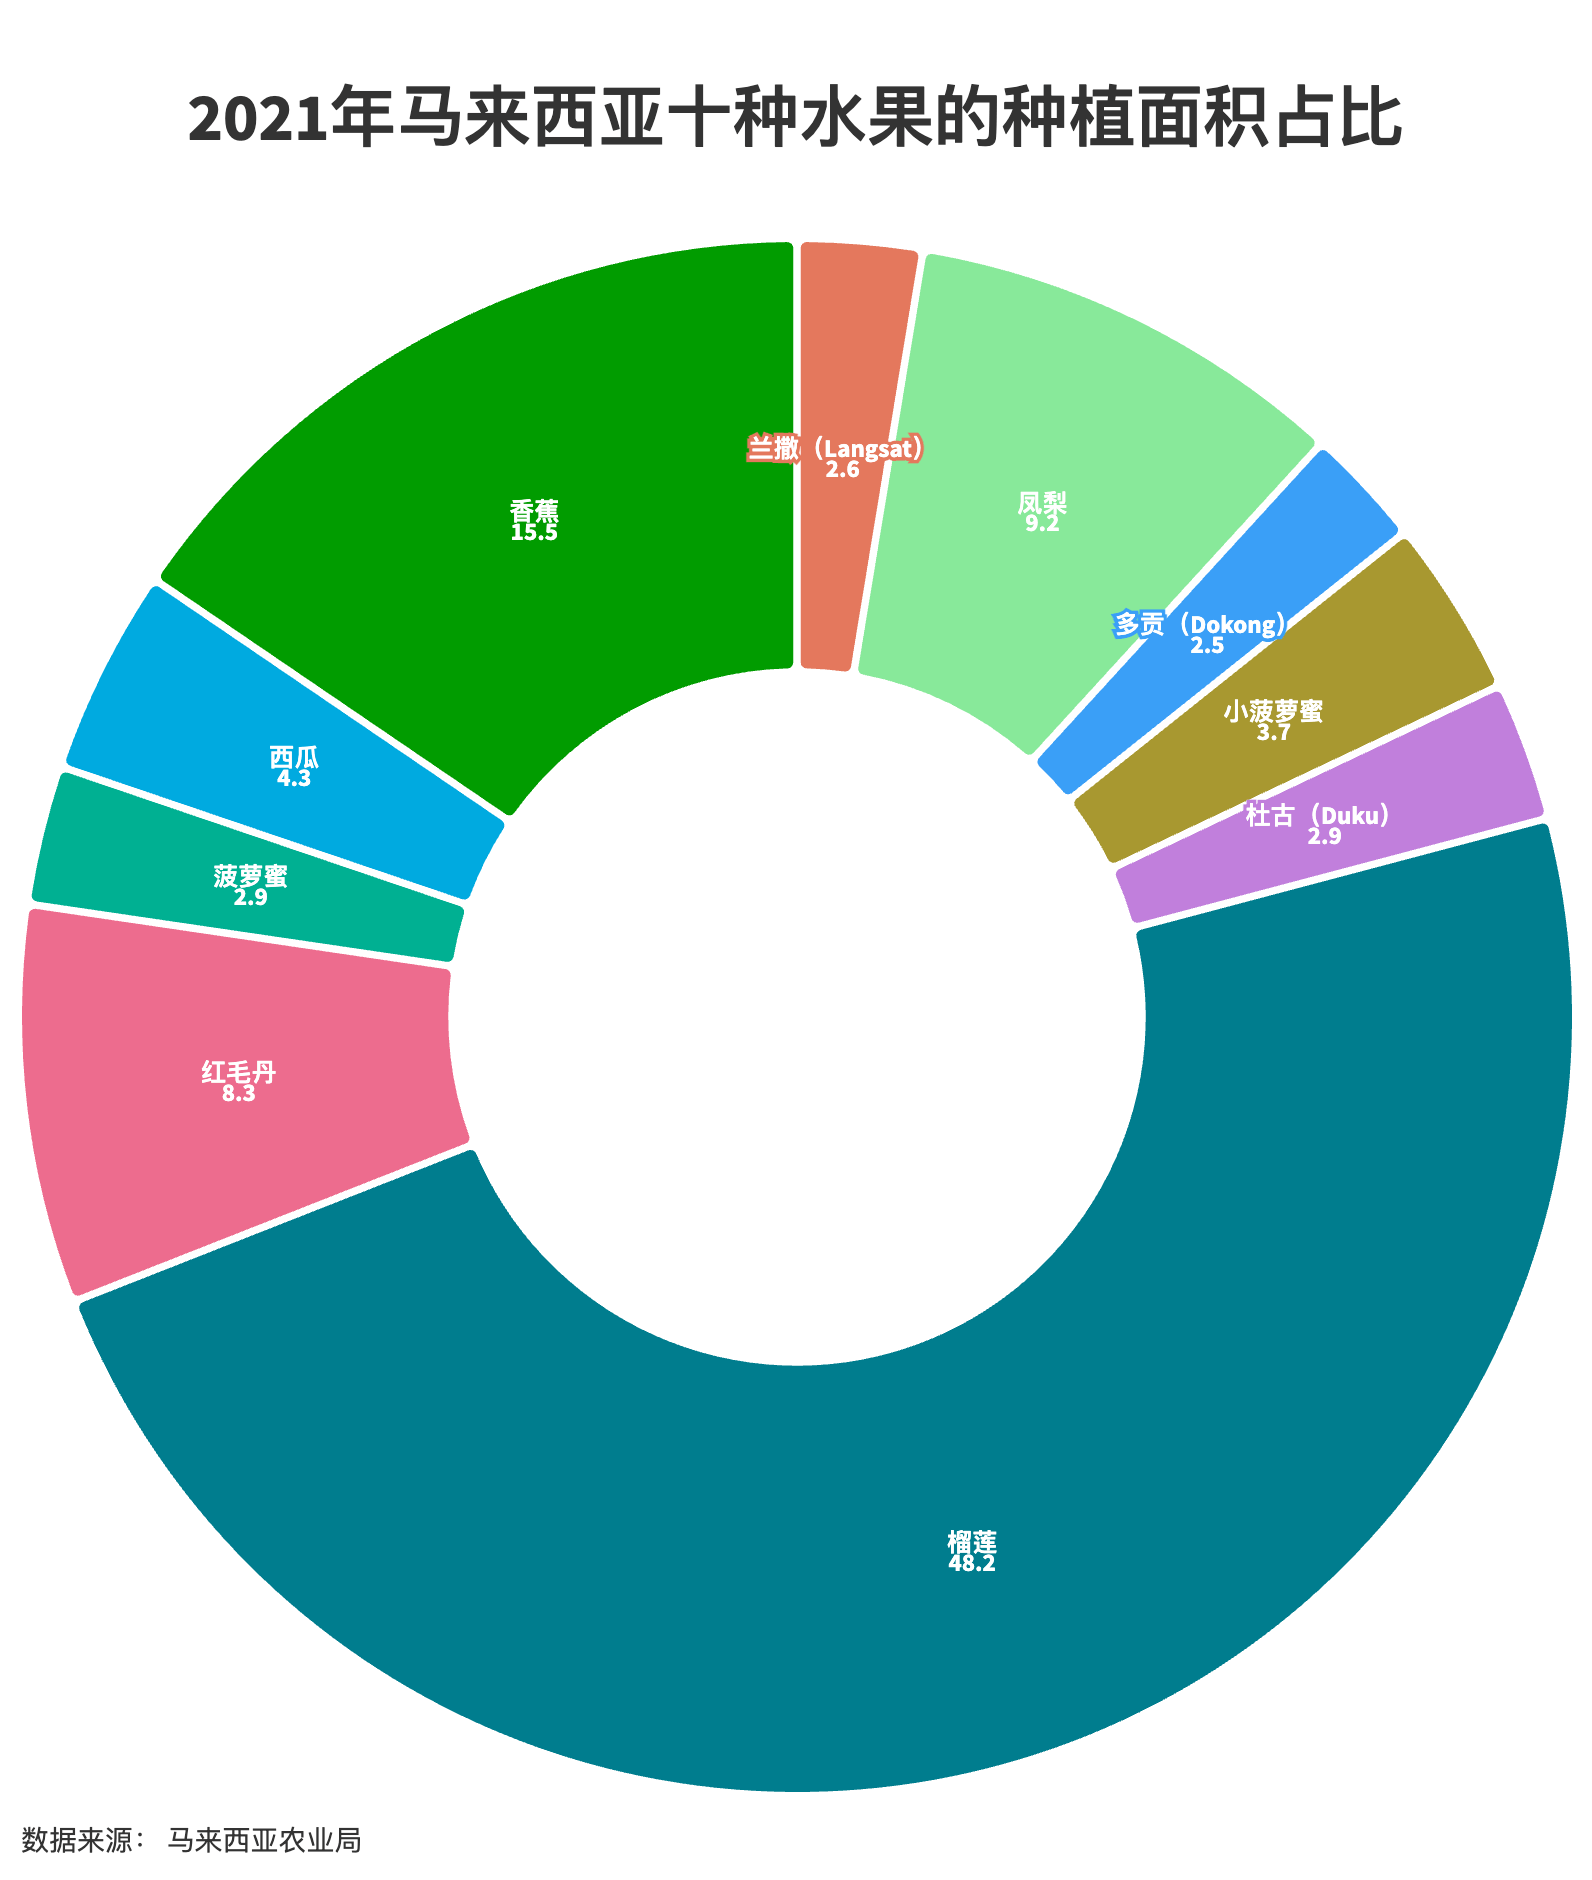 2021年马来西亚十种水果的种植面积占比
兰撒（Langsat）
2.6
凤梨
9.2
香蕉
15.5
多贡（Dokong）
2.5
小菠萝蜜
3.7
西瓜
4.3
杜古（Duku）
2.9
菠萝蜜
2.9
红毛丹
8.3
榴莲
48.2
数据来源： 马来西亚农业局